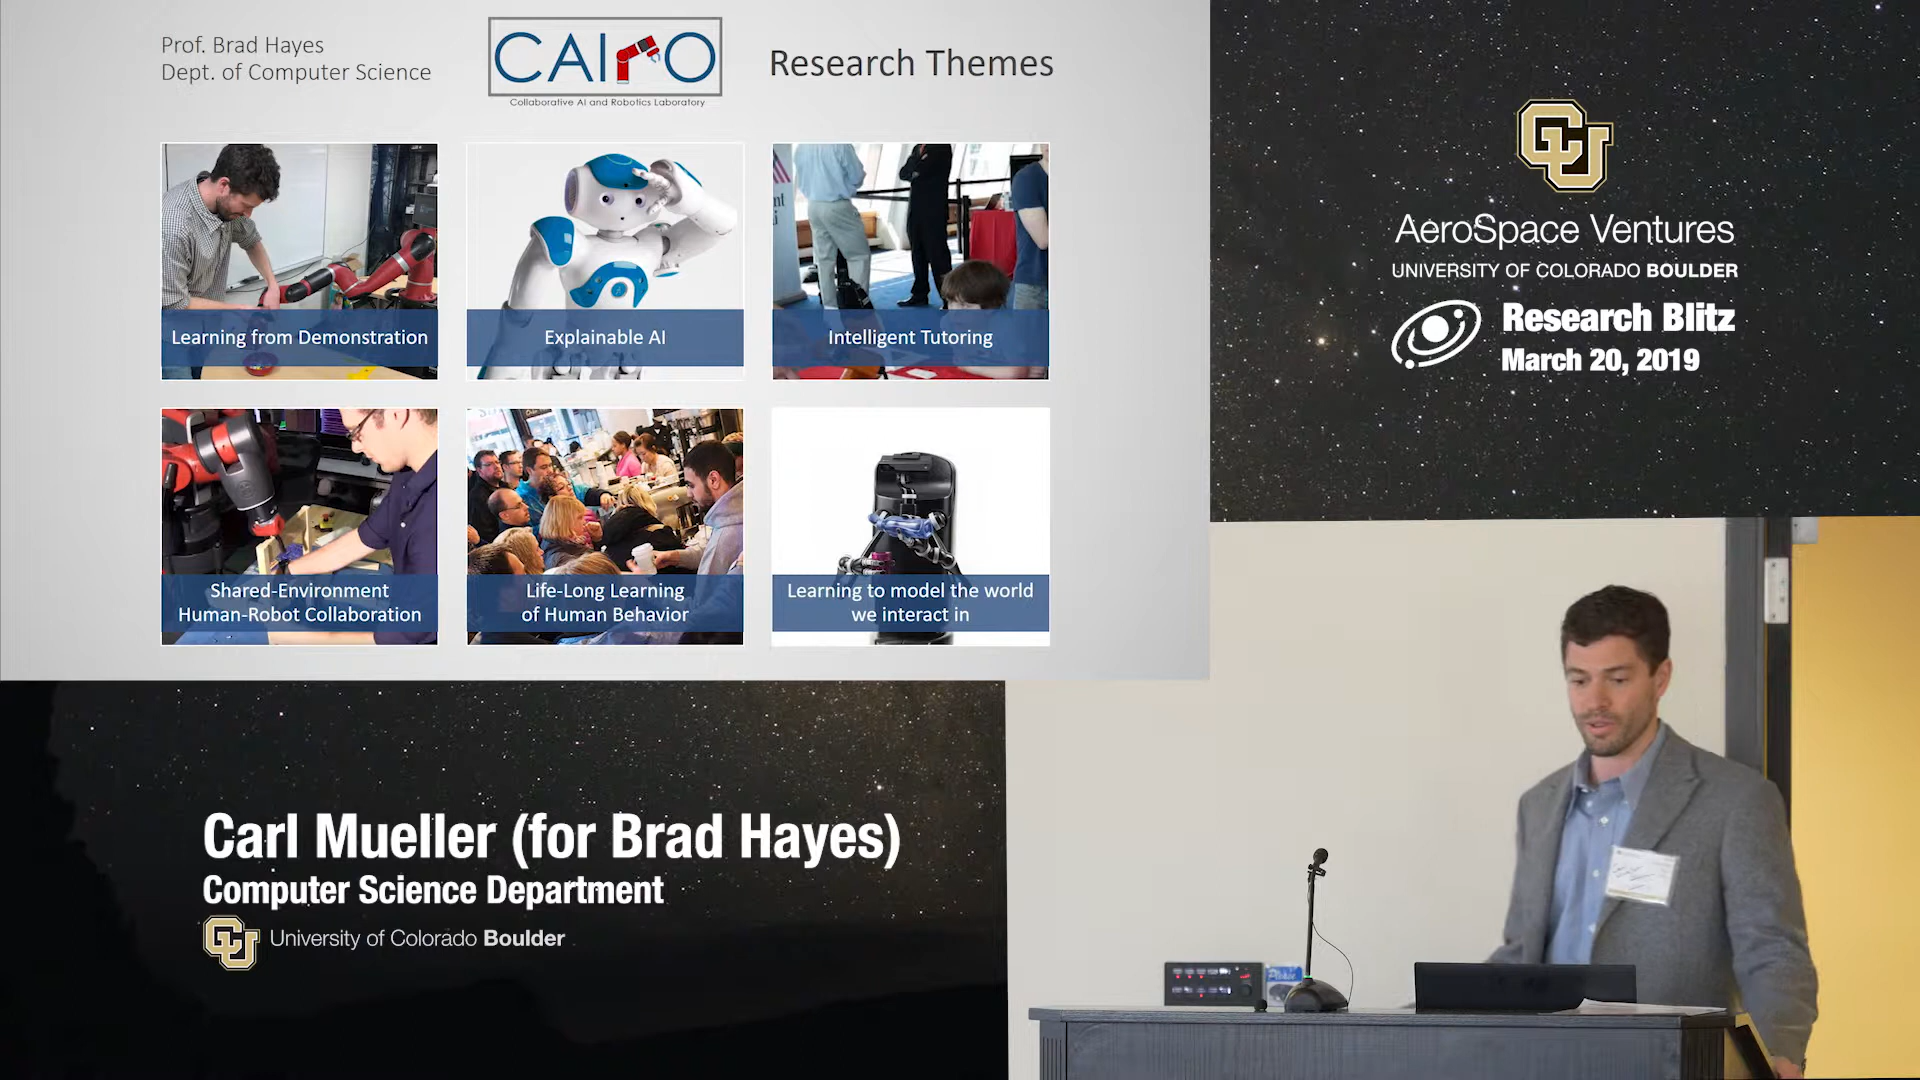 Prof. Brad Hayes
Dept. of Computer Science
CAIrO
Collaborative AI and Robotics Laboratory
Research Themes
Learning from Demonstration
Explainable AI
Intelligent Tutoring
Shared-Environment
Human-Robot Collaboration
Life-Long Learning
of Human Behavior
Learning to model the world
we interact in
CU
AeroSpace Ventures
UNIVERSITY OF COLORADO BOULDER
Research Blitz
March 20, 2019
Carl Mueller (for Brad Hayes)
Computer Science Department
CU
University of Colorado Boulder
Please